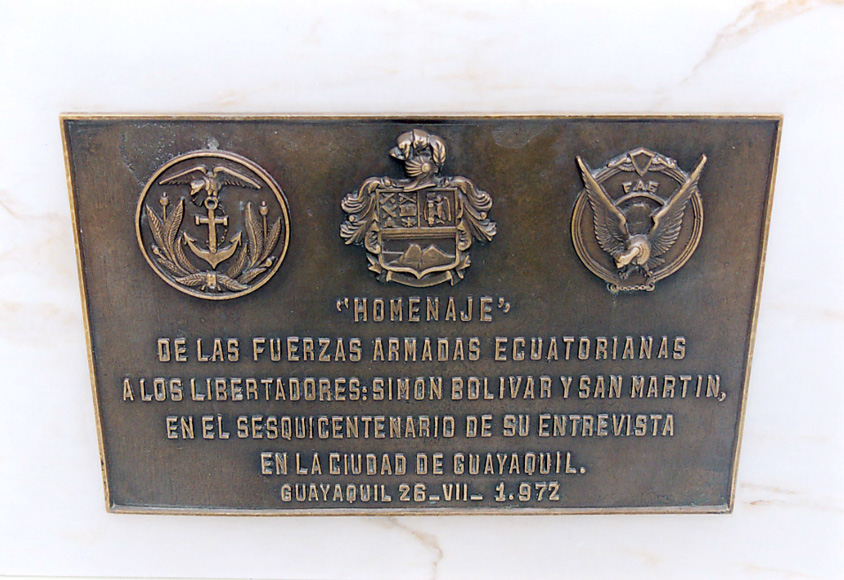 FAE
"HOMENAJE"
DE LAS FUERZAS ARMADAS ECUATORIANAS
A LOS LIBERTADORES: SIMON BOLIVAR Y SAN MARTIN,
EN EL SESQUICENTENARIO DE SU ENTREVISTA
EN LA CIUDAD DE GUAYAQUIL.
GUAYAQUIL 26_VII_ 1.972